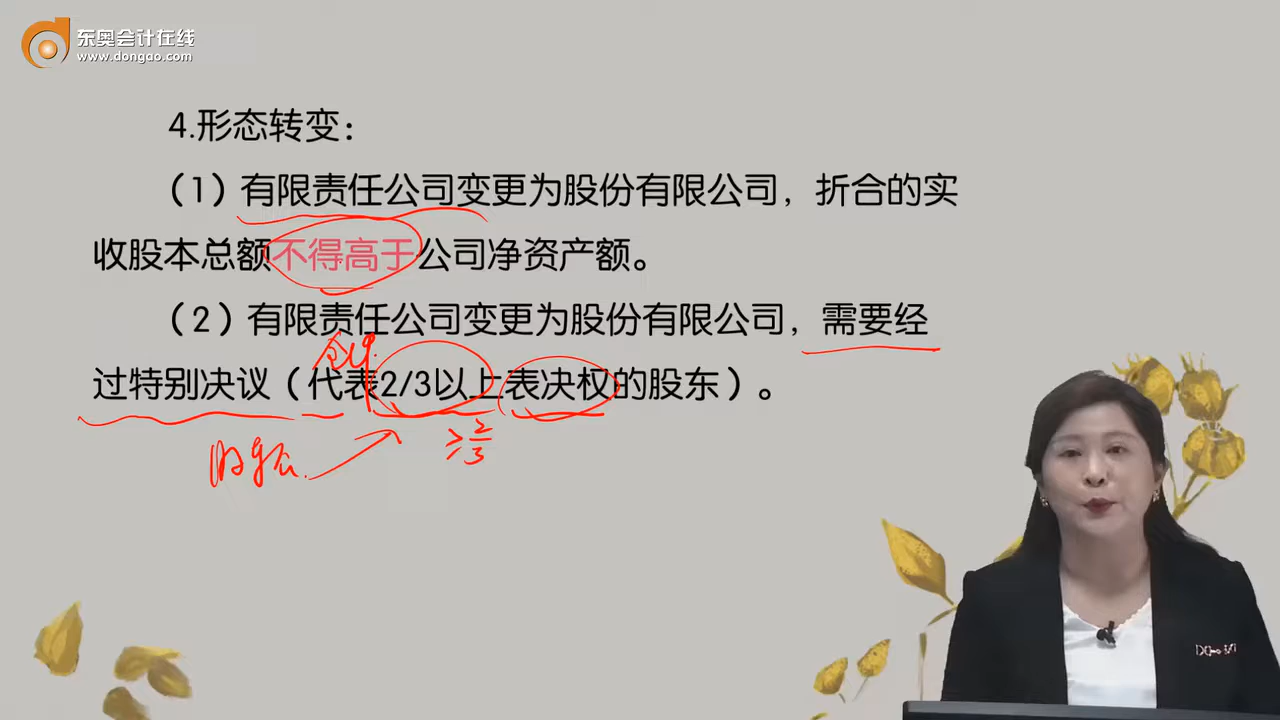 东奥会计在线
www.dongao.com
4.形态转变：
（1）有限责任公司变更为股份有限公司，折合的实
收股本总额不得高于公司净资产额。
（2）有限责任公司变更为股份有限公司，需要经
过特别决议（代表2/3以上表决权的股东）。
≥2/3